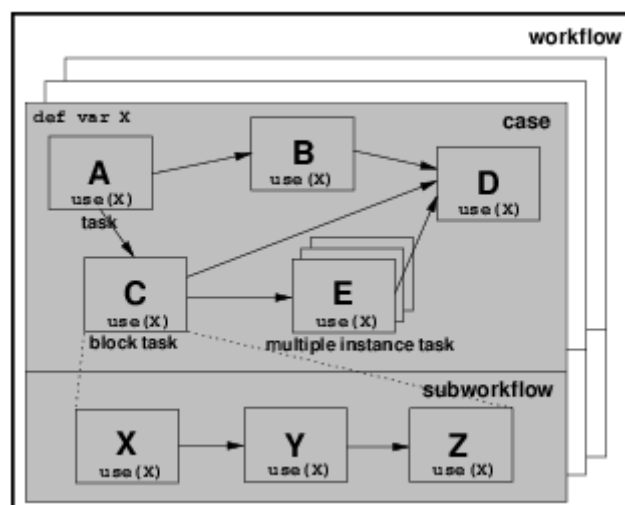 workflow
def var X
case
A
use(X)
task
B
use(X)
D
use(X)
C
use(X)
block task
E
use(X)
multiple instance task
subworkflow
X
use(X)
Y
use(X)
Z
use(X)